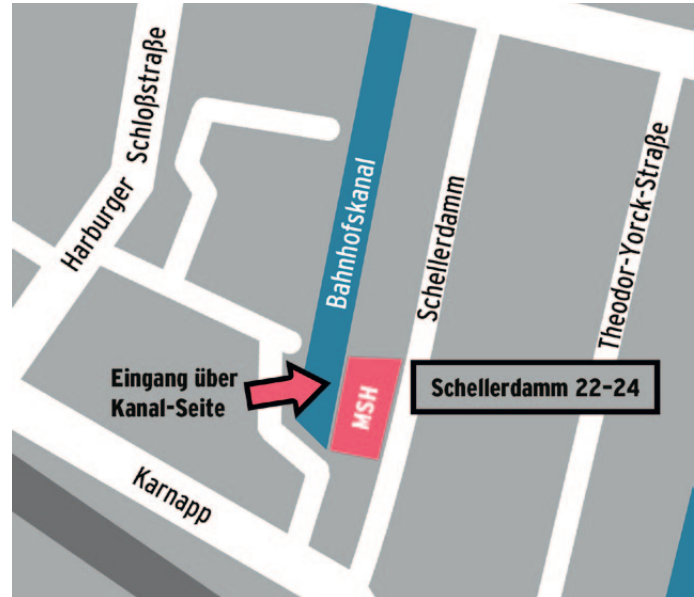 Harburger Schloßstraße
Bahnhofskanal
Schellerdamm
Theodor-Yorck-Straße
Eingang über
Kanal-Seite
MSH
Schellerdamm 22-24
Karnapp